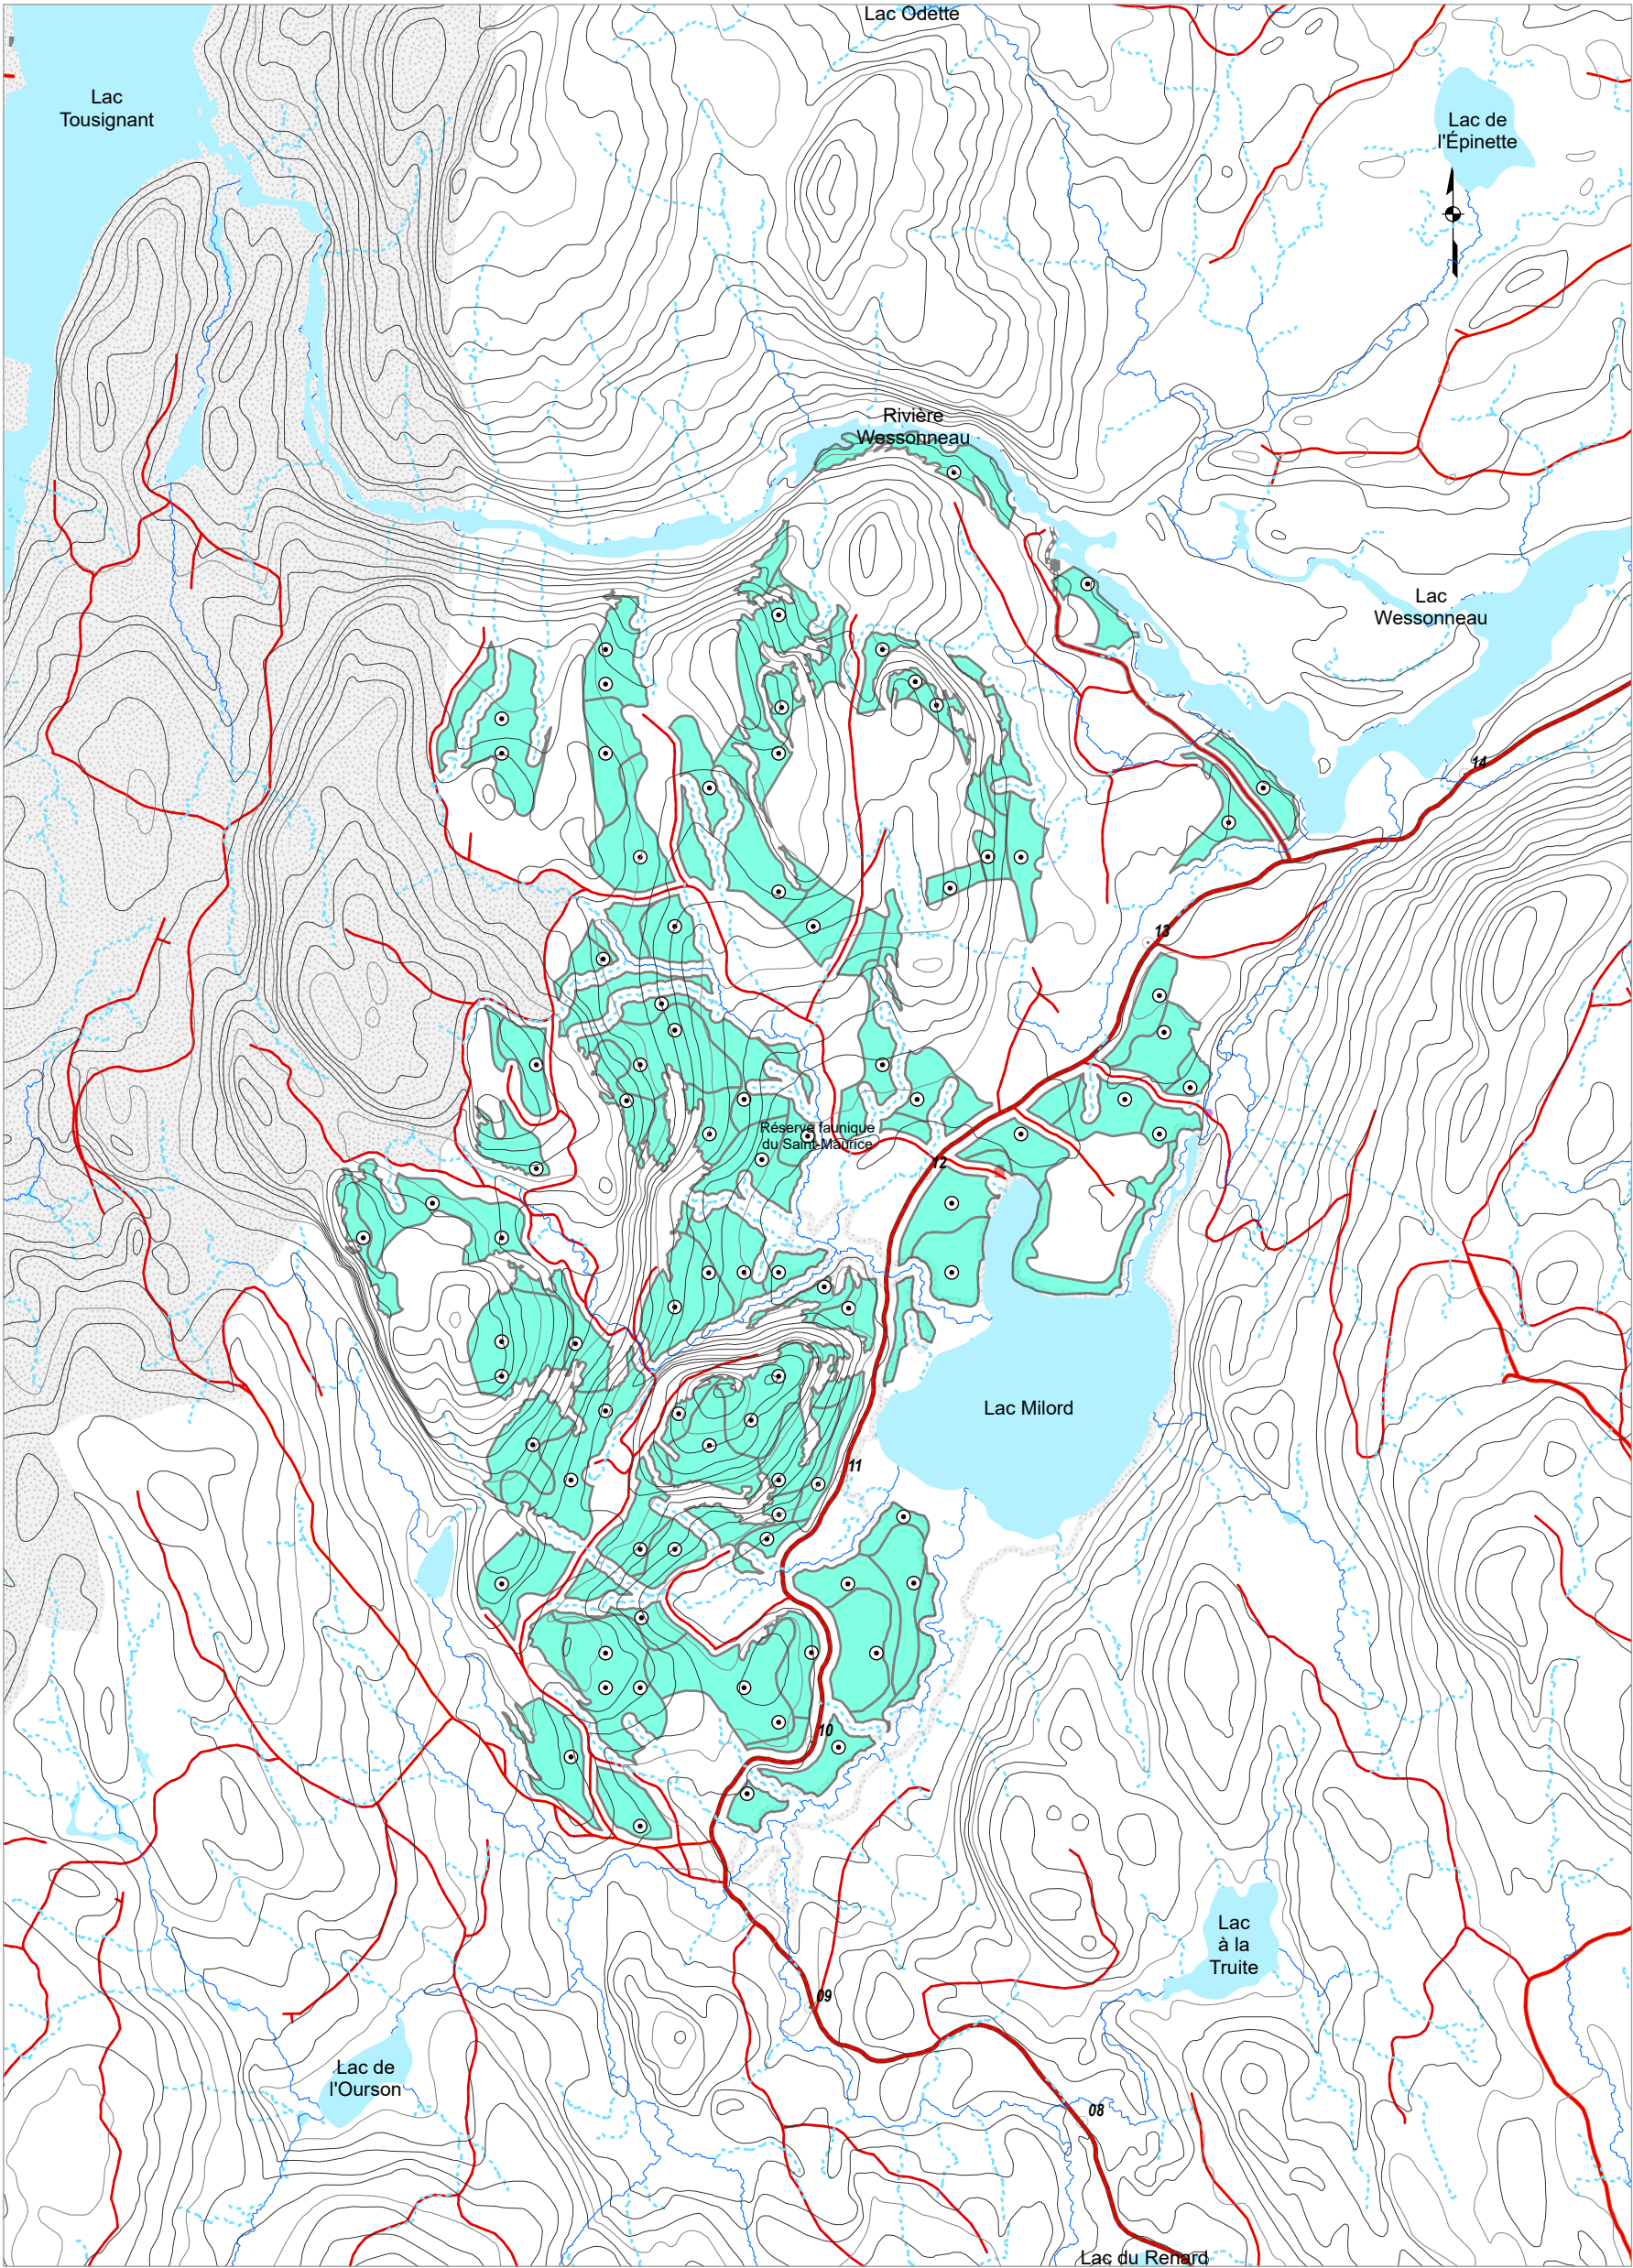 Lac Odette
Lac
Tousignant
Lac de
l'Épinette
Rivière
Wessonneau
Lac
Wessonneau
14
13
Réserve faunique
du Saint-Maurice
12
Lac Milord
11
10
Lac
à la
Truite
09
Lac de
l'Ourson
08
Lac du Renard